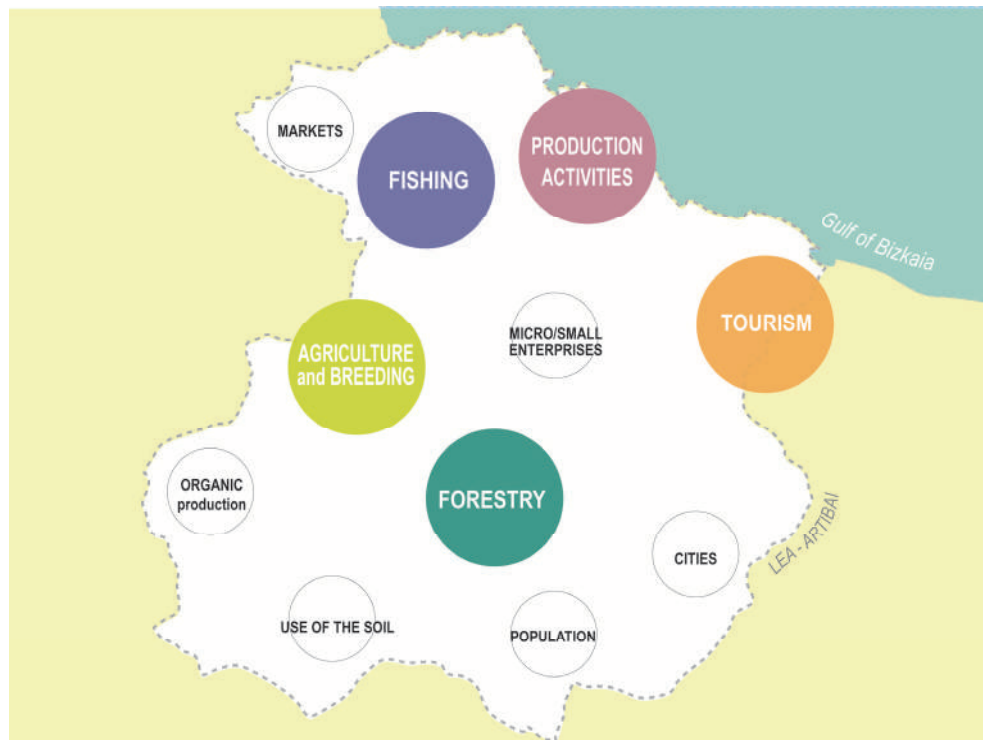 MARKETS
FISHING
PRODUCTION
ACTIVITIES
Gulf of Bizkaia
TOURISM
MICRO/SMALL
ENTERPRISES
AGRICULTURE
and BREEDING
ORGANIC
production
FORESTRY
LEA - ARTIBAI
CITIES
USE OF THE SOIL
POPULATION